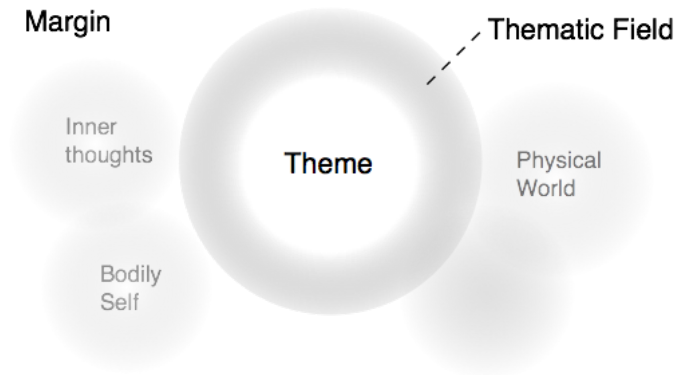 Margin
Thematic Field
Inner
thoughts
Theme
Physical
World
Bodily
Self